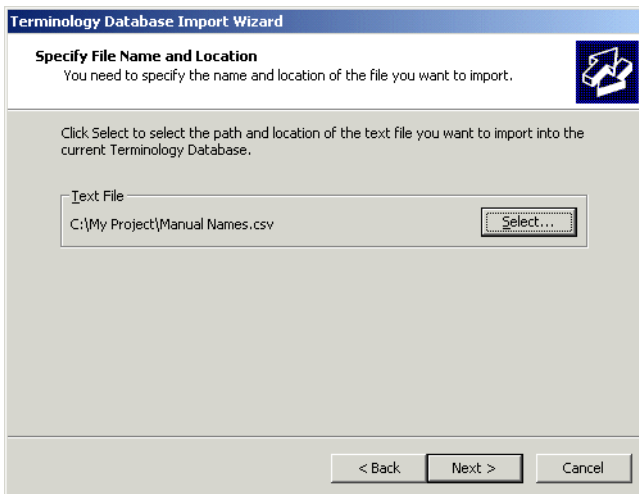 Terminology Database Import Wizard
Specify File Name and Location
You need to specify the name and location of the file you want to import.
Click Select to select the path and location of the text file you want to import into the
current Terminology Database.
Text File
C:\My Project\Manual Names.csv
Select...
< Back
Next >
Cancel